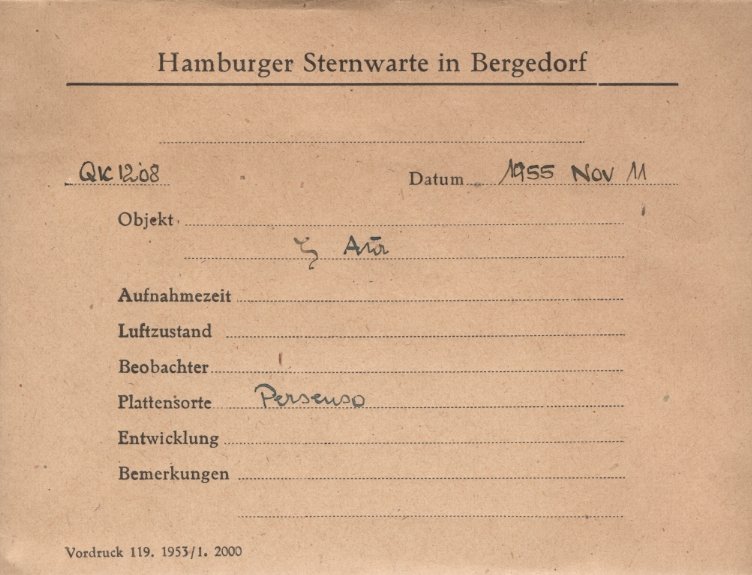 Hamburger Sternwarte in Bergedorf
QK 1208 Datum 1955 NOV 11
Objekt
ζ Aur
Aufnahmezeit
Luftzustand
Beobachter
Plattensorte Persenso
Entwicklung
Bemerkungen
Vordruck 119. 1953/1. 2000